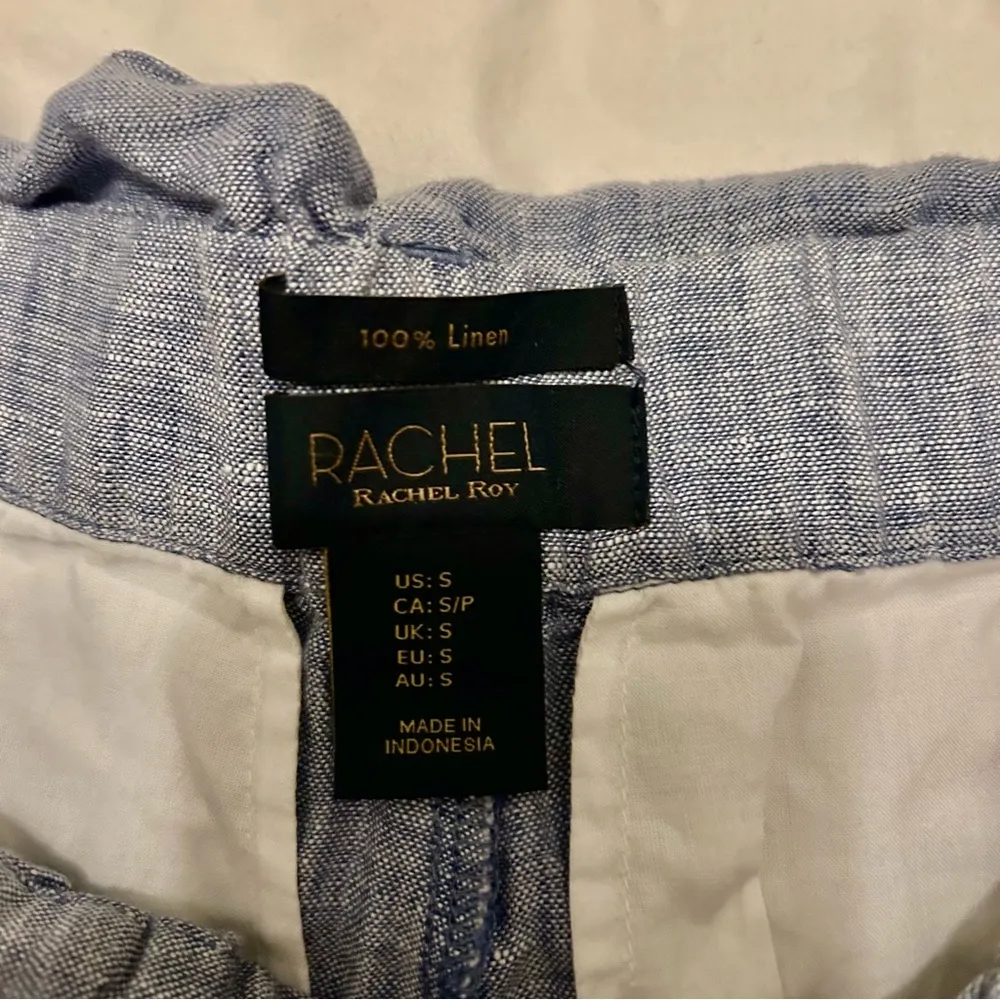 100% Linen
RACHEL
RACHEL ROY
US: S
CA: S/P
UK: S
EU: S
AU: S
MADE IN
INDONESIA